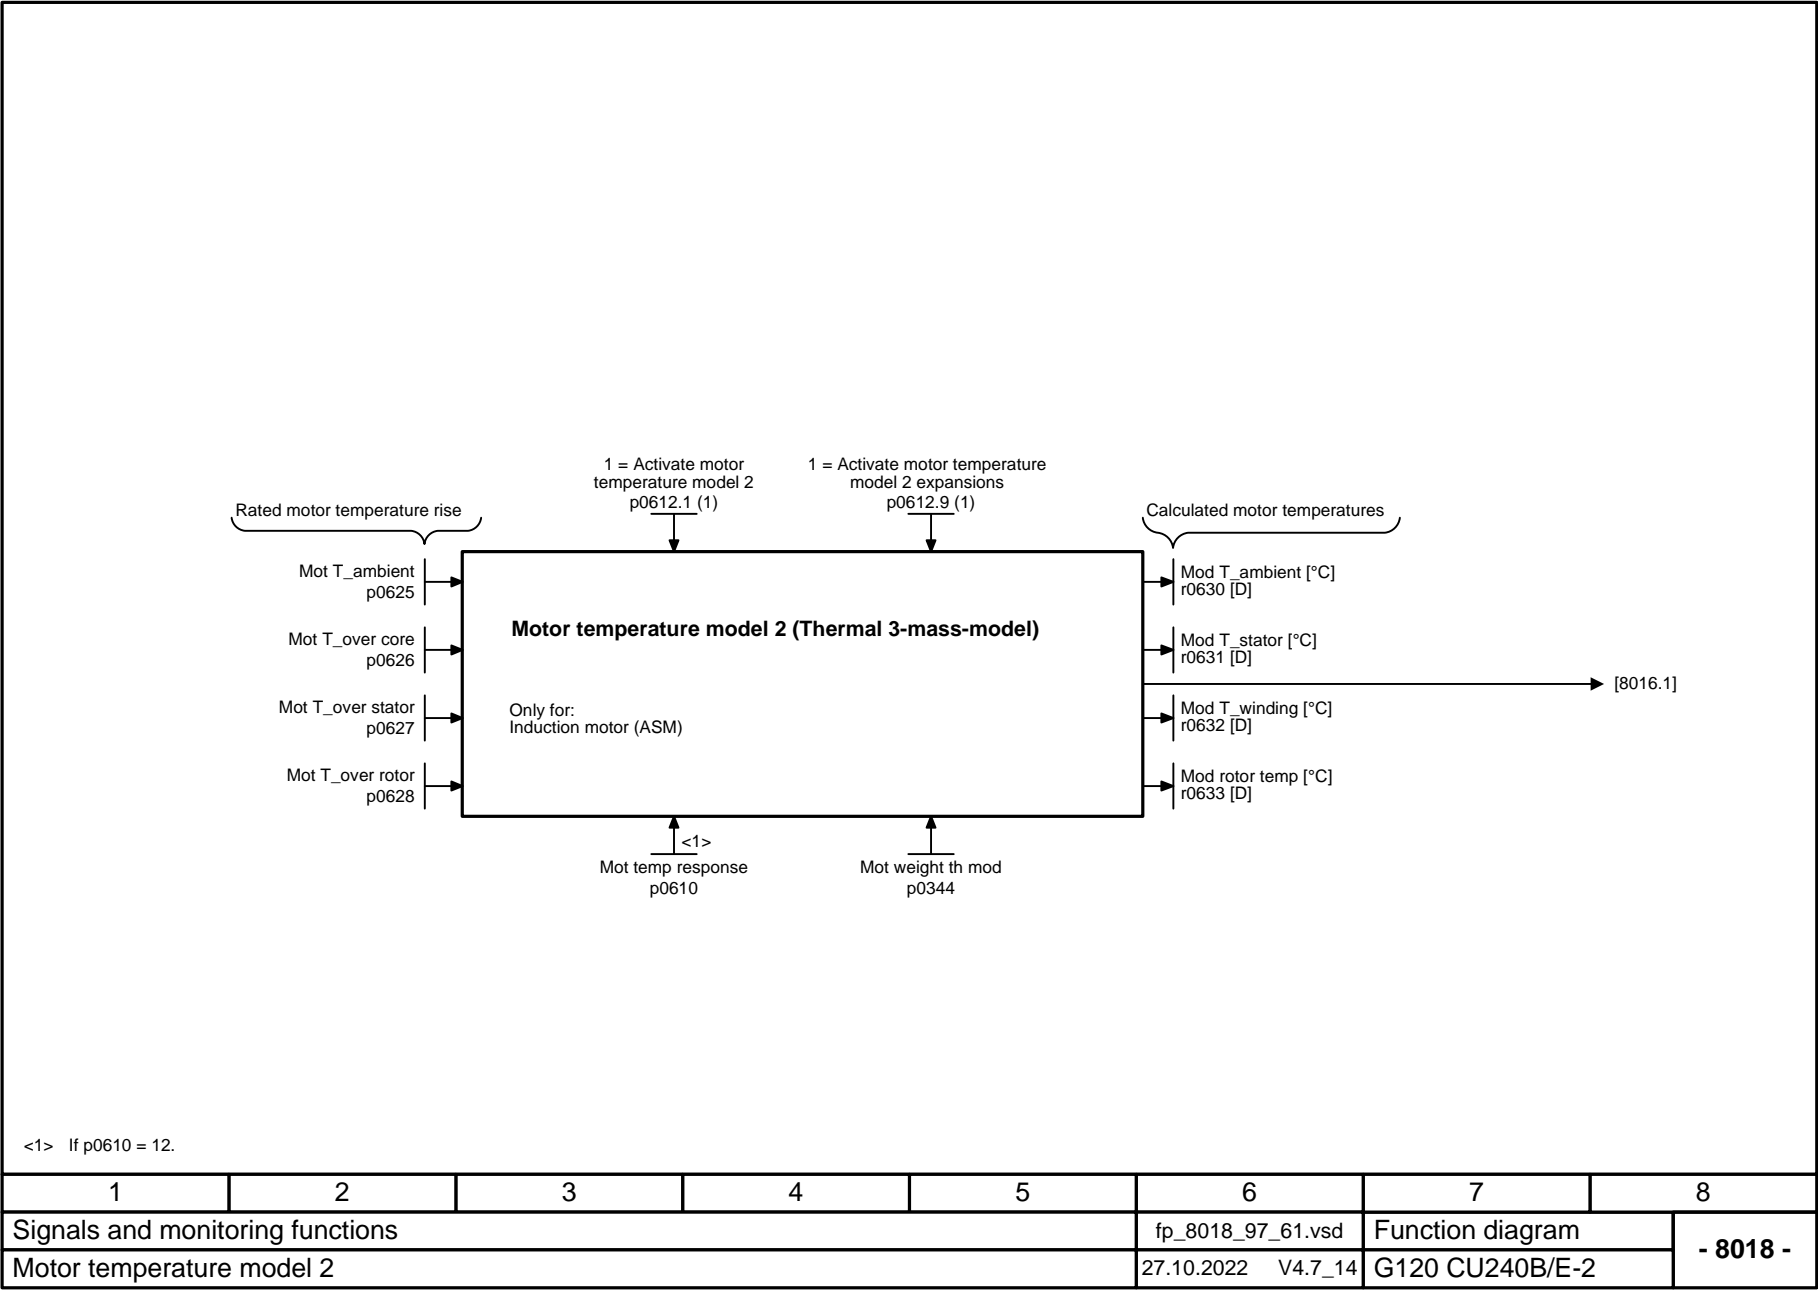 1 = Activate motor
temperature model 2
p0612.1 (1)
1 = Activate motor temperature
model 2 expansions
p0612.9 (1)
Rated motor temperature rise
Calculated motor temperatures
Mot T_ambient
p0625
Mot T_over core
p0626
Mot T_over stator
p0627
Mot T_over rotor
p0628
Motor temperature model 2 (Thermal 3-mass-model)
Only for:
Induction motor (ASM)
Mod T_ambient [°C]
r0630 [D]
Mod T_stator [°C]
r0631 [D]
[8016.1]
Mod T_winding [°C]
r0632 [D]
Mod rotor temp [°C]
r0633 [D]
<1>
Mot temp response
p0610
Mot weight th mod
p0344
<1> If p0610 = 12.
1 2 3 4 5 6 7 8
Signals and monitoring functions
fp_8018_97_61.vsd
Function diagram
- 8018 -
Motor temperature model 2
27.10.2022 V4.7_14
G120 CU240B/E-2